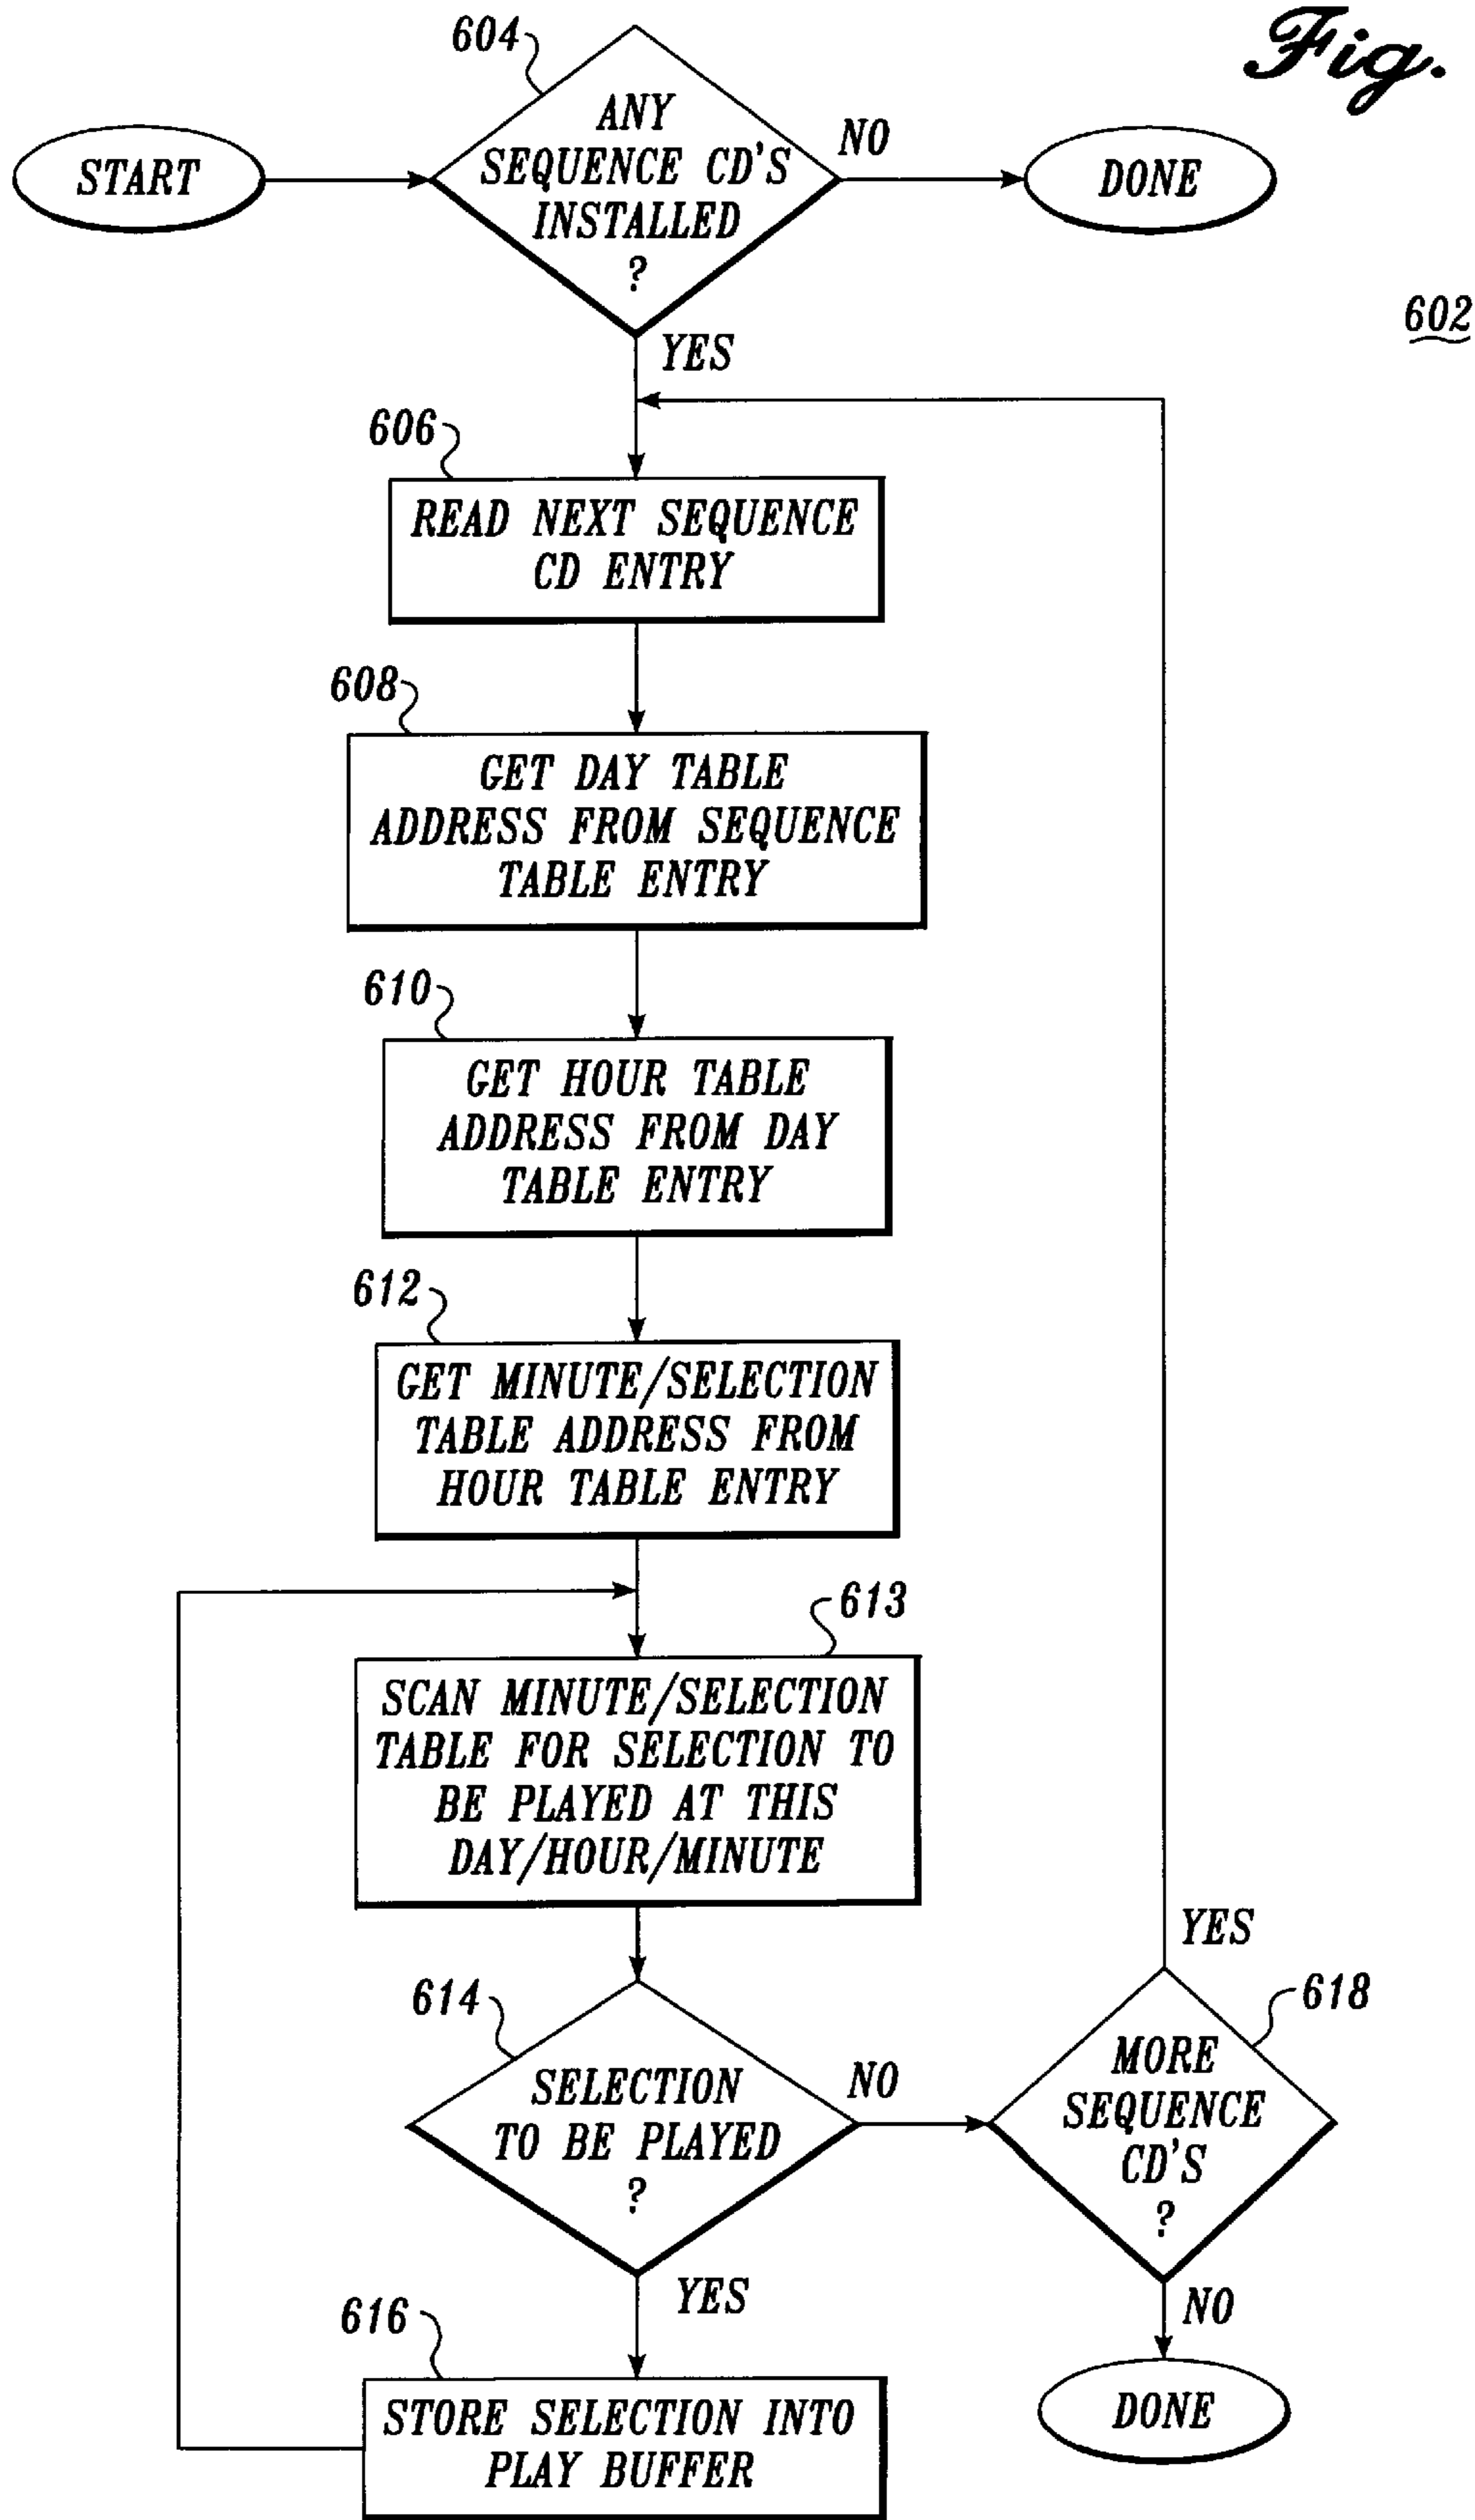 Fig.
604
ANY
SEQUENCE CD'S
INSTALLED
?
START
NO
DONE
602
YES
606
READ NEXT SEQUENCE
CD ENTRY
608
GET DAY TABLE
ADDRESS FROM SEQUENCE
TABLE ENTRY
610
GET HOUR TABLE
ADDRESS FROM DAY
TABLE ENTRY
612
GET MINUTE/SELECTION
TABLE ADDRESS FROM
HOUR TABLE ENTRY
613
SCAN MINUTE/SELECTION
TABLE FOR SELECTION TO
BE PLAYED AT THIS
DAY/HOUR/MINUTE
614
SELECTION
TO BE PLAYED
?
NO
YES
618
MORE
SEQUENCE
CD'S
?
YES
NO
616
STORE SELECTION INTO
PLAY BUFFER
DONE